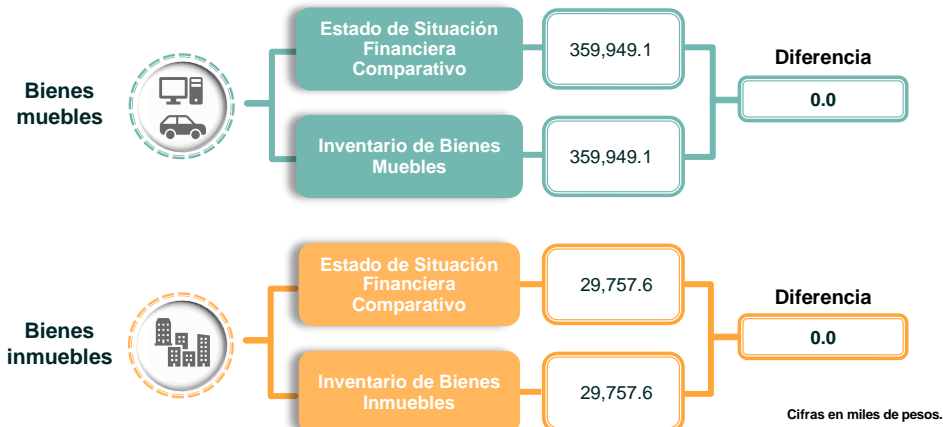 Bienes
muebles
Estado de Situación
Financiera
Comparativo
359,949.1
Inventario de Bienes
Muebles
359,949.1
Diferencia
0.0
Bienes
inmuebles
Estado de Situación
Financiera
Comparativo
29,757.6
Inventario de Bienes
Inmuebles
29,757.6
Diferencia
0.0
Cifras en miles de pesos.